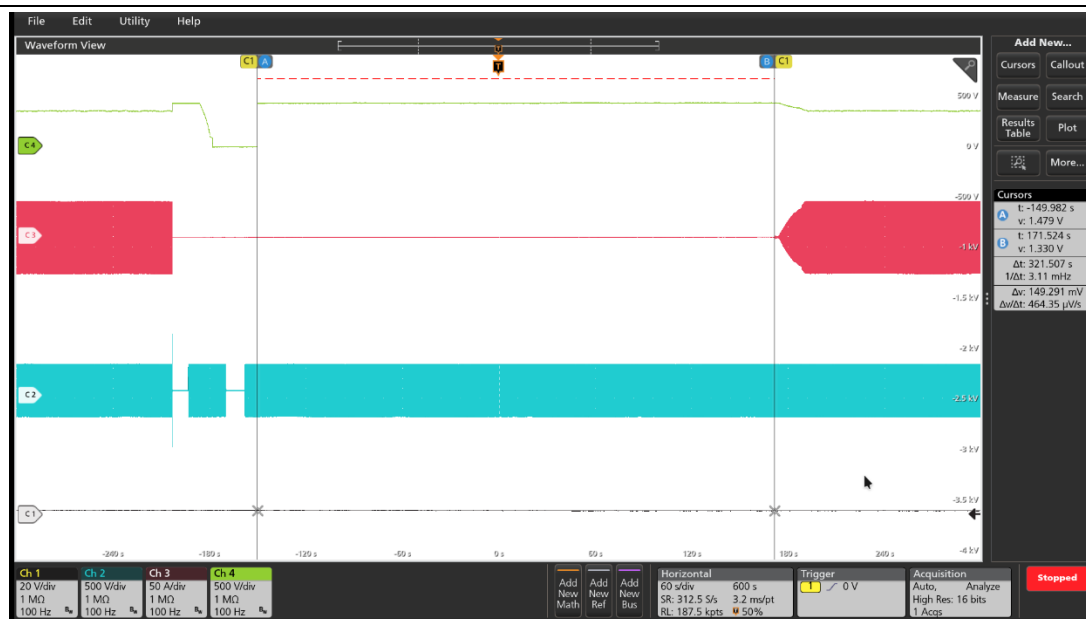 File Edit Utility Help
Waveform View
Add New...
C1 A
T
B C1
Cursors Callout
Measure Search
Results Table Plot
More...
500 V
C4
0 V
-500 V
C3
-1 kV
-1.5 kV
-2 kV
C2
-2.5 kV
-3 kV
-3.5 kV
C1
-4 kV
-240 s -180 s -120 s -60 s 0 s 60 s 120 s 180 s 240 s
Cursors
A t: -149.982 s
v: 1.479 V
B t: 171.524 s
v: 1.330 V
Δt: 321.507 s
1/Δt: 3.11 mHz
Δv: 149.291 mV
Δv/Δt: 464.35 µV/s
Ch 1
20 V/div
1 MΩ
100 Hz
Ch 2
500 V/div
1 MΩ
100 Hz
Ch 3
50 A/div
1 MΩ
100 Hz
Ch 4
500 V/div
1 MΩ
100 Hz
Add New Math
Add New Ref
Add New Bus
Horizontal
60 s/div 600 s
SR: 312.5 S/s 3.2 ms/pt
RL: 187.5 kpts 50%
Trigger
1 0 V
Acquisition
Auto, Analyze
High Res: 16 bits
1 Acqs
Stopped